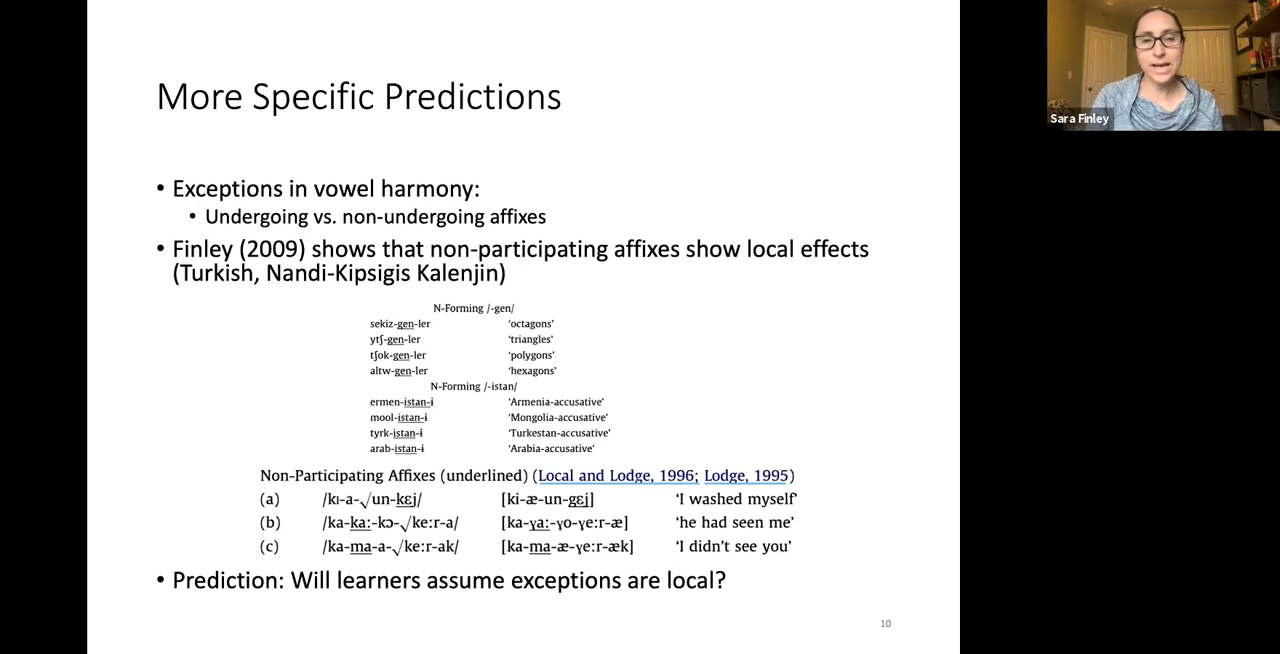 More Specific Predictions
• Exceptions in vowel harmony:
• Undergoing vs. non-undergoing affixes
• Finley (2009) shows that non-participating affixes show local effects
(Turkish, Nandi-Kipsigis Kalenjin)
N-Forming /-gen/
sekiz-gen-ler ‘octagons’
ytʃ-gen-ler ‘triangles’
tʃok-gen-ler ‘polygons’
altw-gen-ler ‘hexagons’
N-Forming /-istan/
ermen-istan-ɨ ‘Armenia-accusative’
mool-istan-ɨ ‘Mongolia-accusative’
tyrk-istan-ɨ ‘Turkestan-accusative’
arab-istan-ɨ ‘Arabia-accusative’
Non-Participating Affixes (underlined) (Local and Lodge, 1996; Lodge, 1995)
(a) /kɪ-a-√un-kɛj/ [ki-æ-un-gɛj] ‘I washed myself’
(b) /ka-ka:-kɔ-√ke:r-a/ [ka-ɣa:-ɣo-ɣe:r-æ] ‘he had seen me’
(c) /ka-ma-a-√ke:r-ak/ [ka-ma-æ-ɣe:r-æk] ‘I didn’t see you’
• Prediction: Will learners assume exceptions are local?
10
Sara Finley